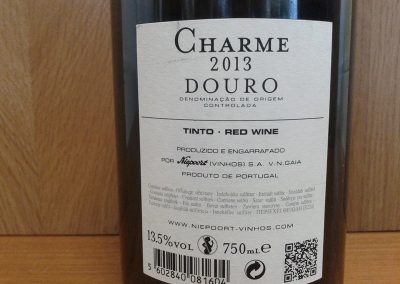 CHARME
2013
DOURO
DENOMINAÇÃO DE ORIGEM
CONTROLADA
TINTO · RED WINE
PRODUZIDO E ENGARRAFADO
POR Niepoort (VINHOS) S.A. V.N.GAIA
PRODUTO DE PORTUGAL
WWW.NIEPOORT-VINHOS.COM
13.5%VOL 750mL e
5 602840 081604